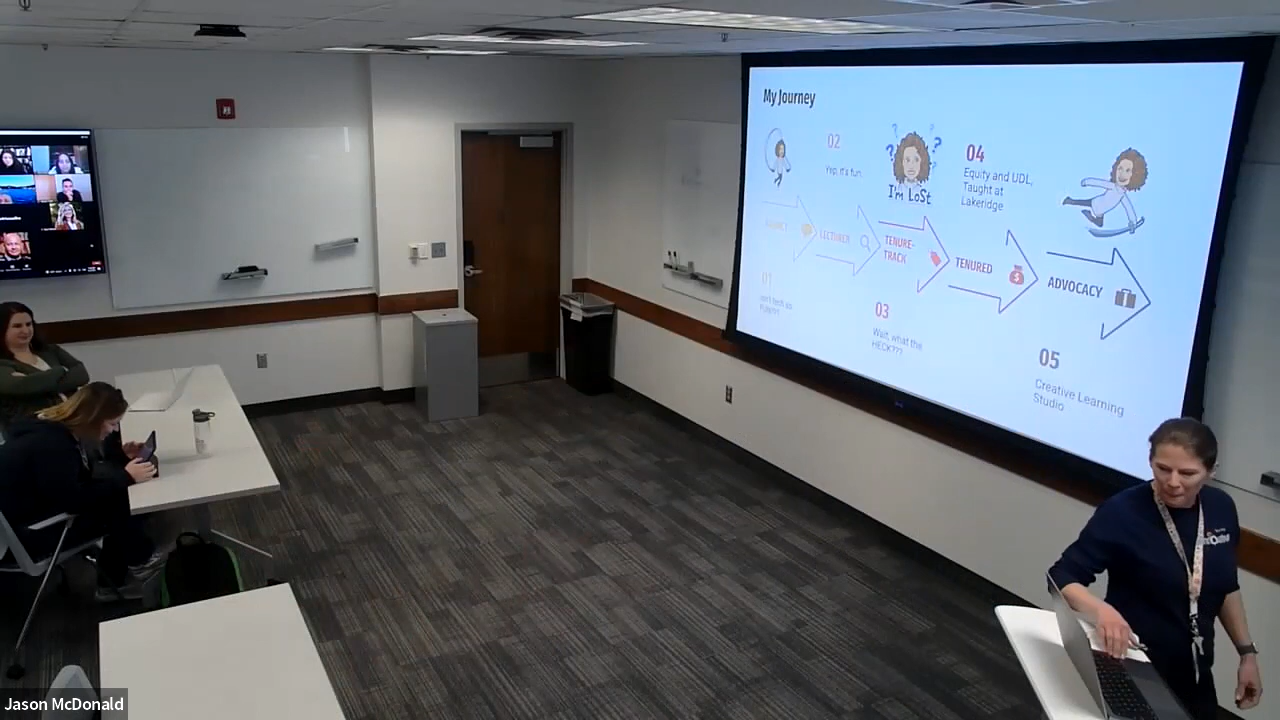 My Journey
02
Yep, it's fun.
I'm LoSt
04
Equity and UDL,
Taught at
Lakeridge
LECTURER
TENURE-
TRACK
TENURED
ADVOCACY
01
03
Wait, what the
HECK???
05
Creative Learning
Studio
Jason McDonald